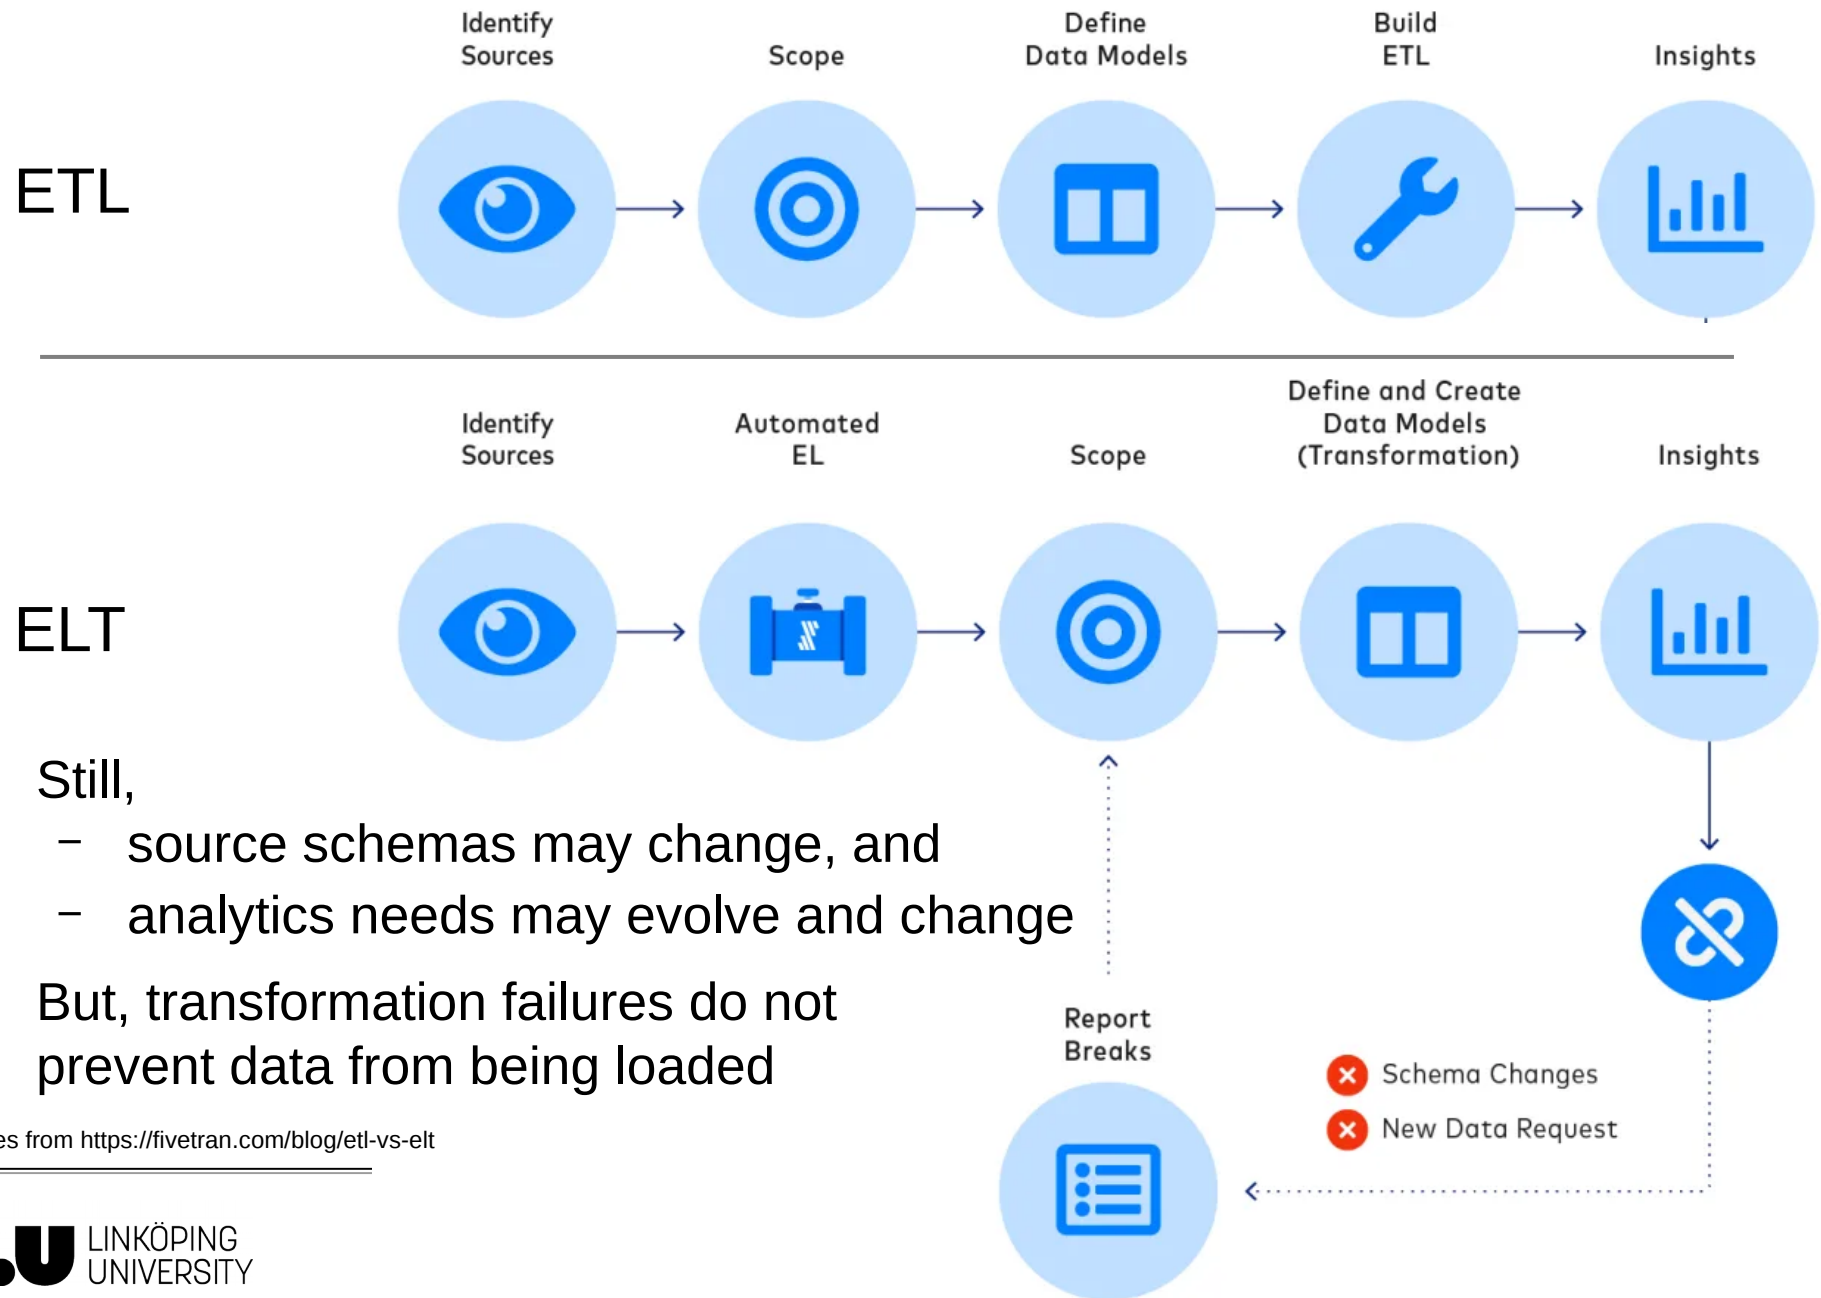 Identify
Sources
Scope
Define
Data Models
Build
ETL
Insights
ETL
Identify
Sources
Automated
EL
Scope
Define and Create
Data Models
(Transformation)
Insights
ELT
Still,
– source schemas may change, and
– analytics needs may evolve and change
But, transformation failures do not
prevent data from being loaded
Report
Breaks
Schema Changes
New Data Request
from https://fivetran.com/blog/etl-vs-elt
LINKÖPING
UNIVERSITY